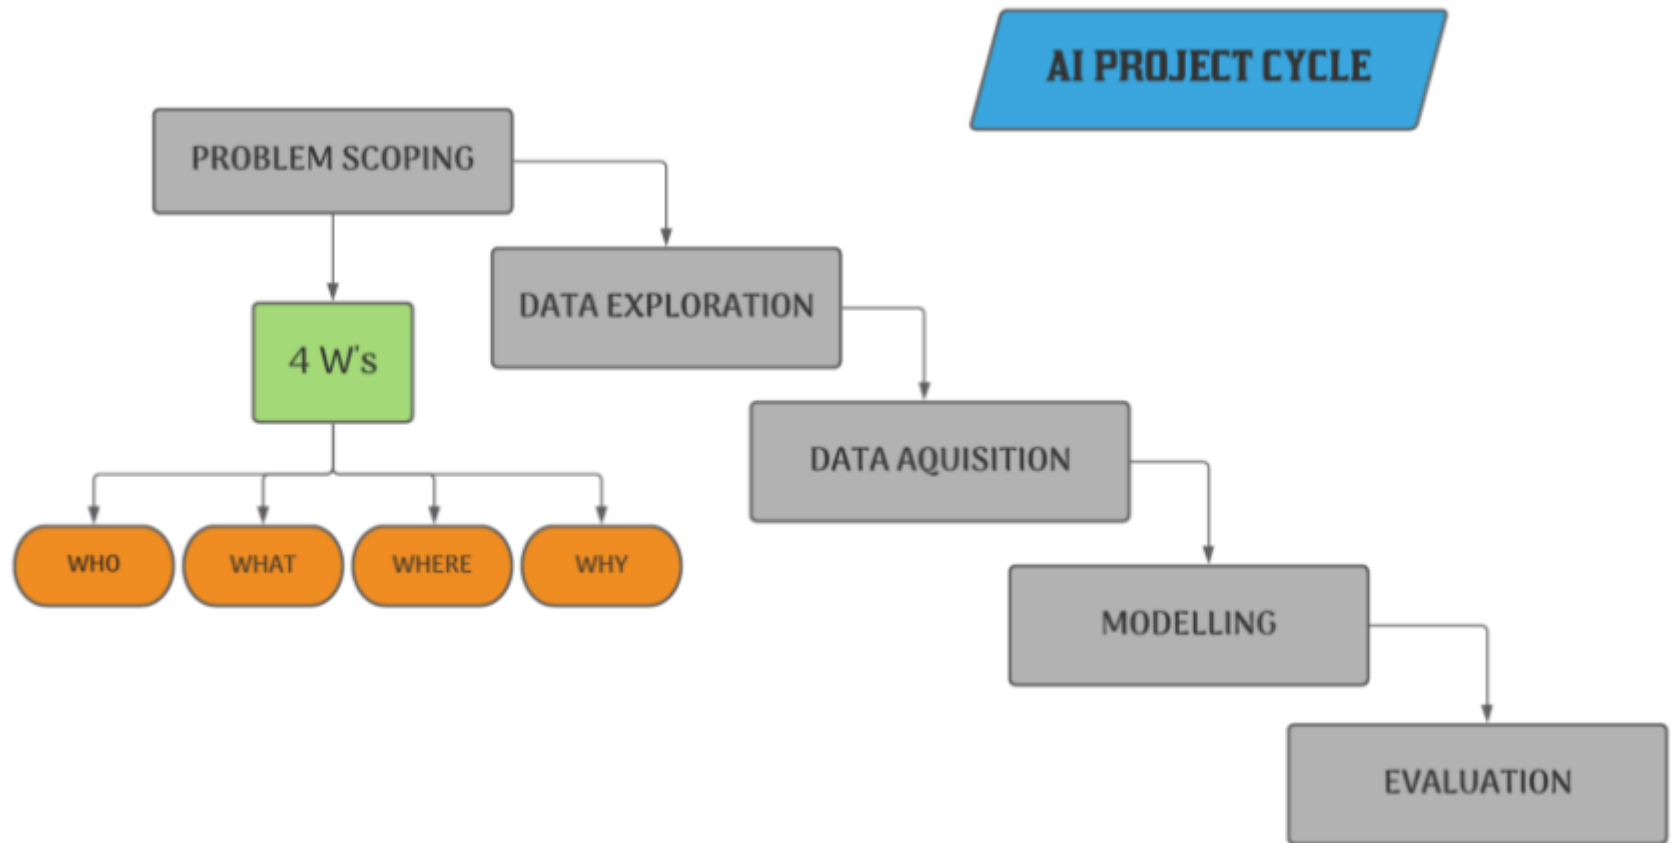 AI PROJECT CYCLE
PROBLEM SCOPING
DATA EXPLORATION
4 W's
DATA AQUISITION
WHO
WHAT
WHERE
WHY
MODELLING
EVALUATION